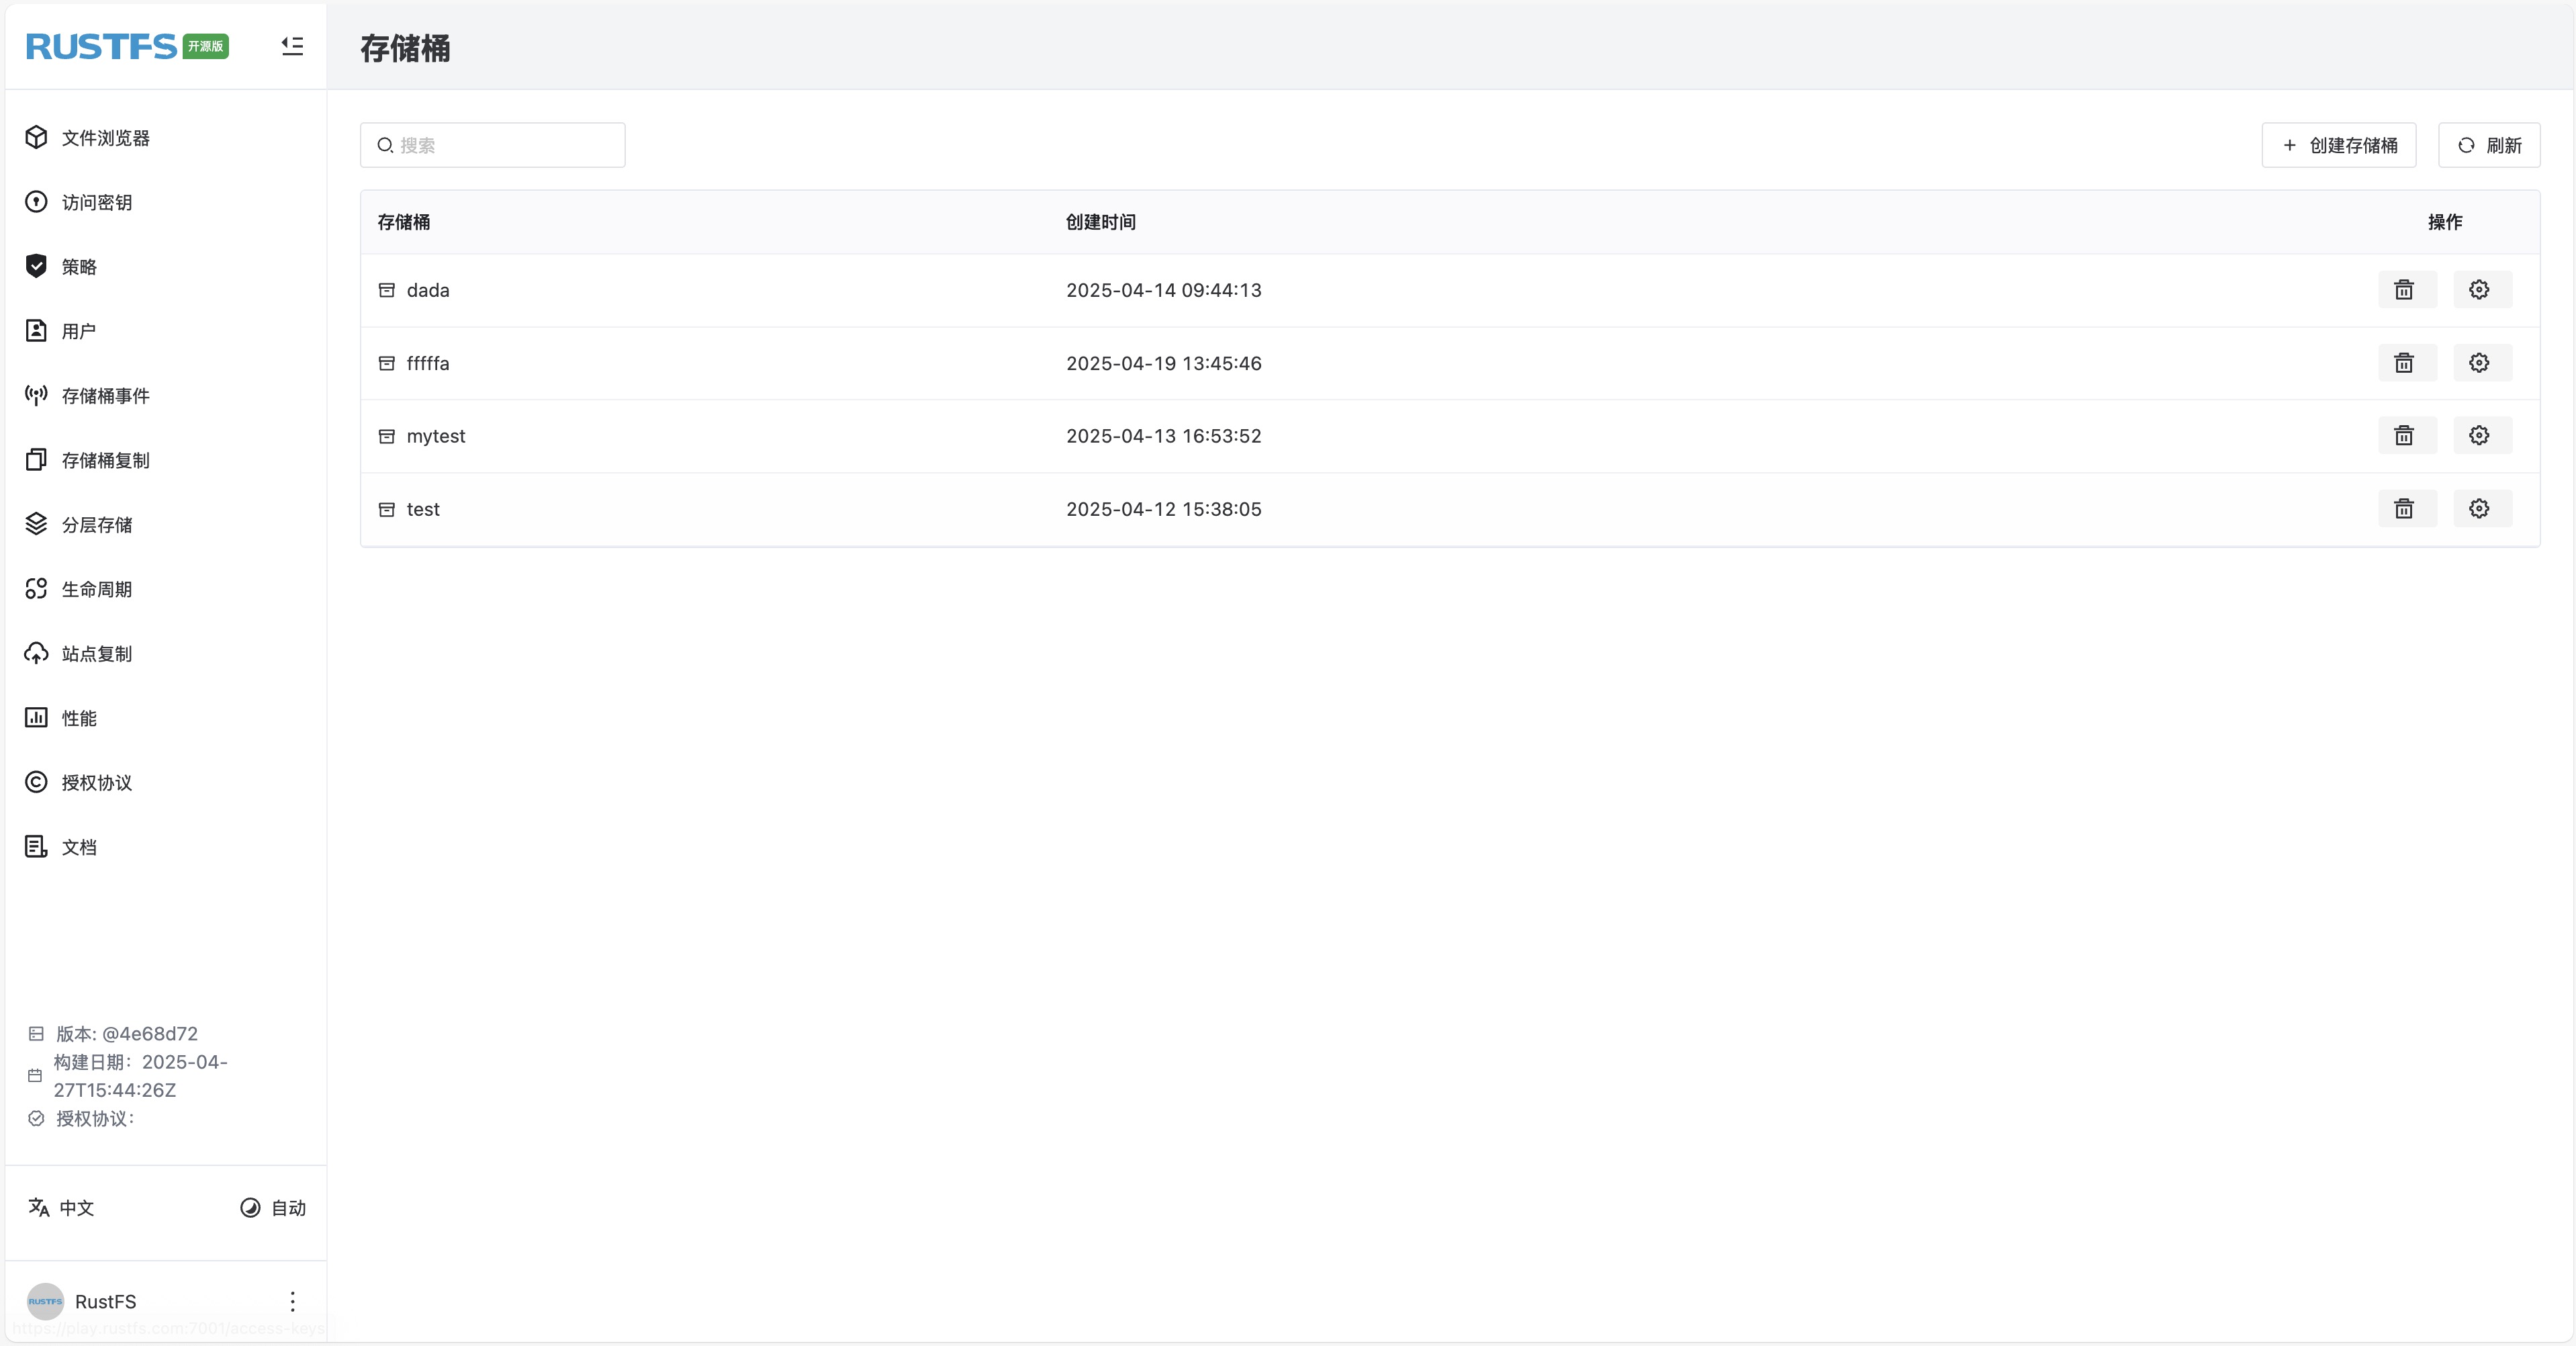 RUSTFS 开源版
存储桶
文件浏览器
访问密钥
策略
用户
存储桶事件
存储桶复制
分层存储
生命周期
站点复制
性能
授权协议
文档
版本: @4e68d72
构建日期：2025-04-
27T15:44:26Z
授权协议：
中文
自动
RUSTFS
RustFS
https://play.rustfs.com:7001/access-keys
搜索
创建存储桶
刷新
存储桶 创建时间 操作
dada 2025-04-14 09:44:13
fffffa 2025-04-19 13:45:46
mytest 2025-04-13 16:53:52
test 2025-04-12 15:38:05